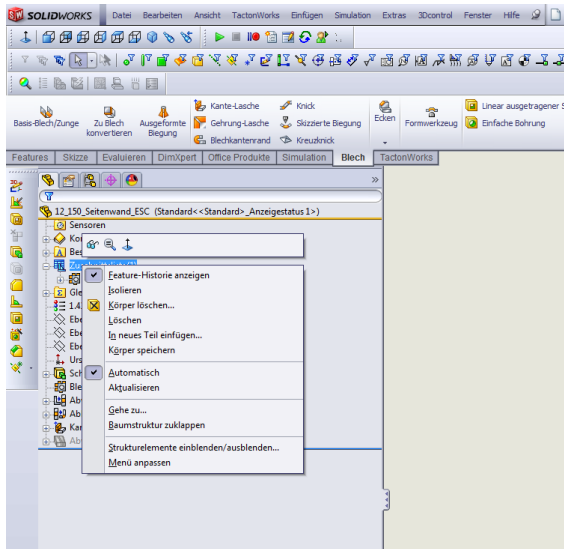 SW SOLIDWORKS Datei Bearbeiten Ansicht TactonWorks Einfügen Simulation Extras 3Dcontrol Fenster Hilfe
Kante-Lasche Knick Linear ausgetragener S
Basis-Blech/Zunge Zu Blech konvertieren Ausgeformte Biegung Gehrung-Lasche Skizzierte Biegung Ecken Formwerkzeug Einfache Bohrung
Blechkantenrand Kreuzknick
Features Skizze Evaluieren DimXpert Office Produkte Simulation Blech TactonWorks
12_150_Seitenwand_ESC (Standard<<Standard>_Anzeigestatus 1>)
Sensoren
Feature-Historie anzeigen
Isolieren
Körper löschen...
Löschen
In neues Teil einfügen...
Körper speichern
Automatisch
Aktualisieren
Gehe zu...
Baumstruktur zuklappen
Strukturelemente einblenden/ausblenden...
Menü anpassen